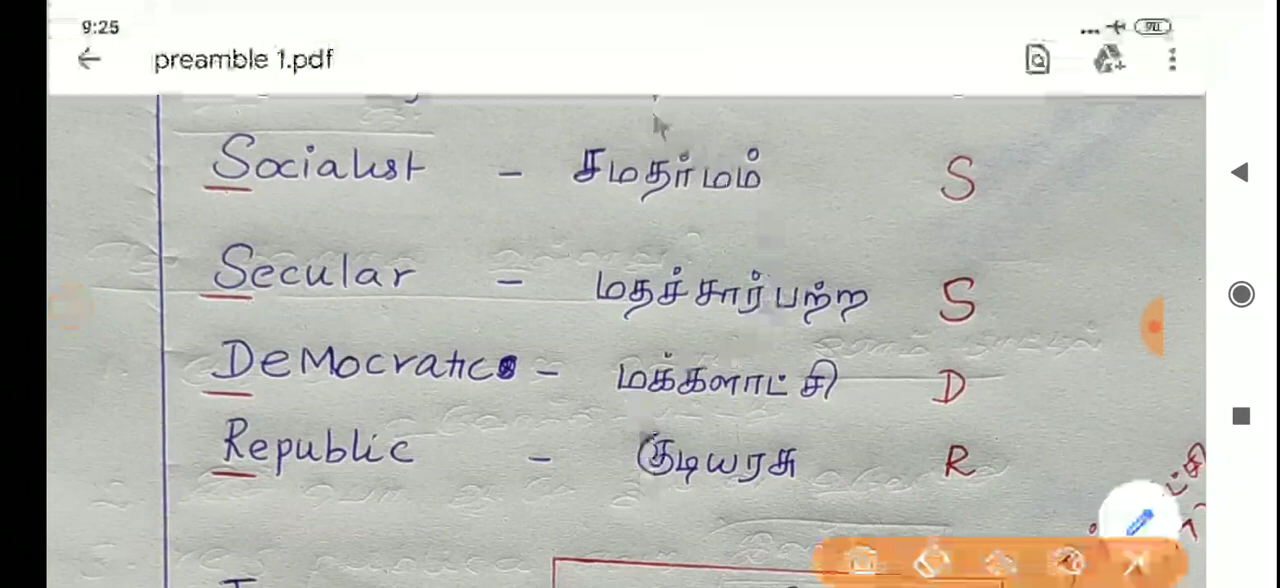 9:25
preamble 1.pdf
Socialist - சமதர்மம் S
Secular - மதச்சார்பற்ற S
DeMocratic - மக்களாட்சி D
Republic - குடியரசு R